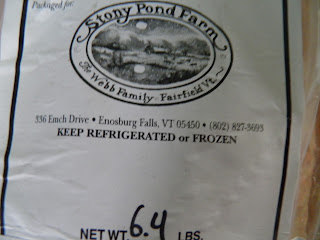 Packaged for:
Stony Pond Farm
The Webb Family - Fairfield Vt. ~
336 Emch Drive • Enosburg Falls, VT 05450 • (802) 827-3693
KEEP REFRIGERATED or FROZEN
NET WT. 6.4 LBS.